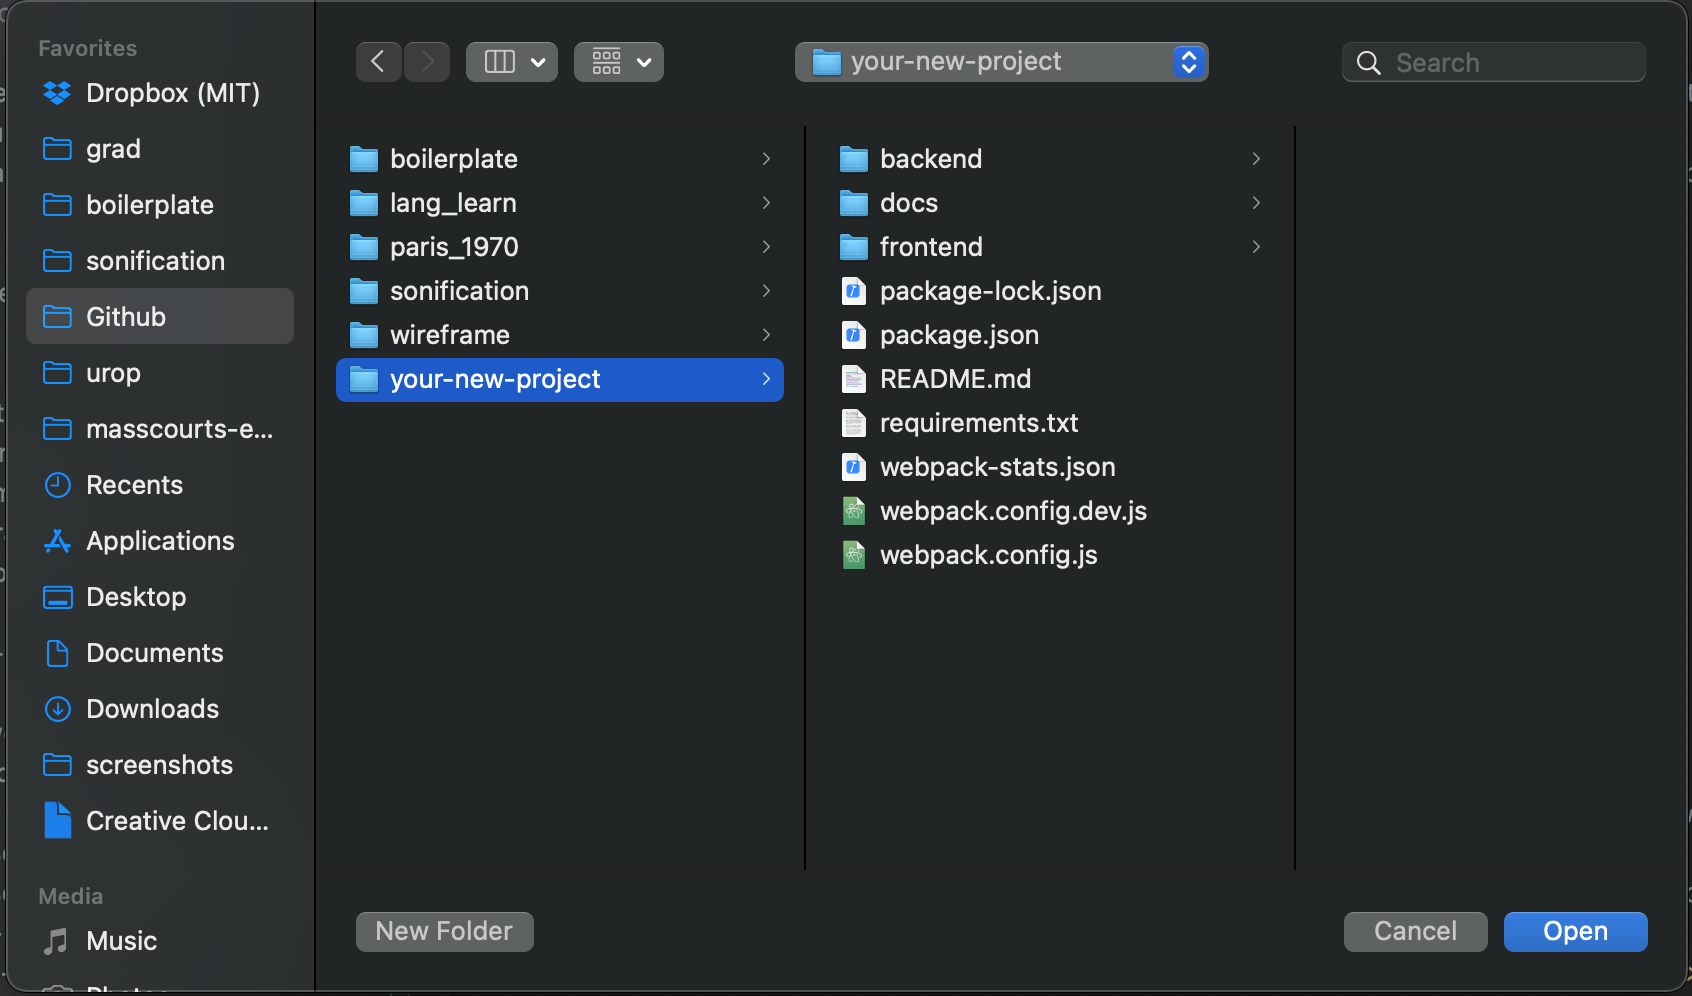 Favorites
Dropbox (MIT)
grad
boilerplate
sonification
Github
urop
masscourts-e...
Recents
Applications
Desktop
Documents
Downloads
screenshots
Creative Clou...
Media
Music
your-new-project
Search
boilerplate
lang_learn
paris_1970
sonification
wireframe
your-new-project
backend
docs
frontend
package-lock.json
package.json
README.md
requirements.txt
webpack-stats.json
webpack.config.dev.js
webpack.config.js
New Folder
Cancel
Open